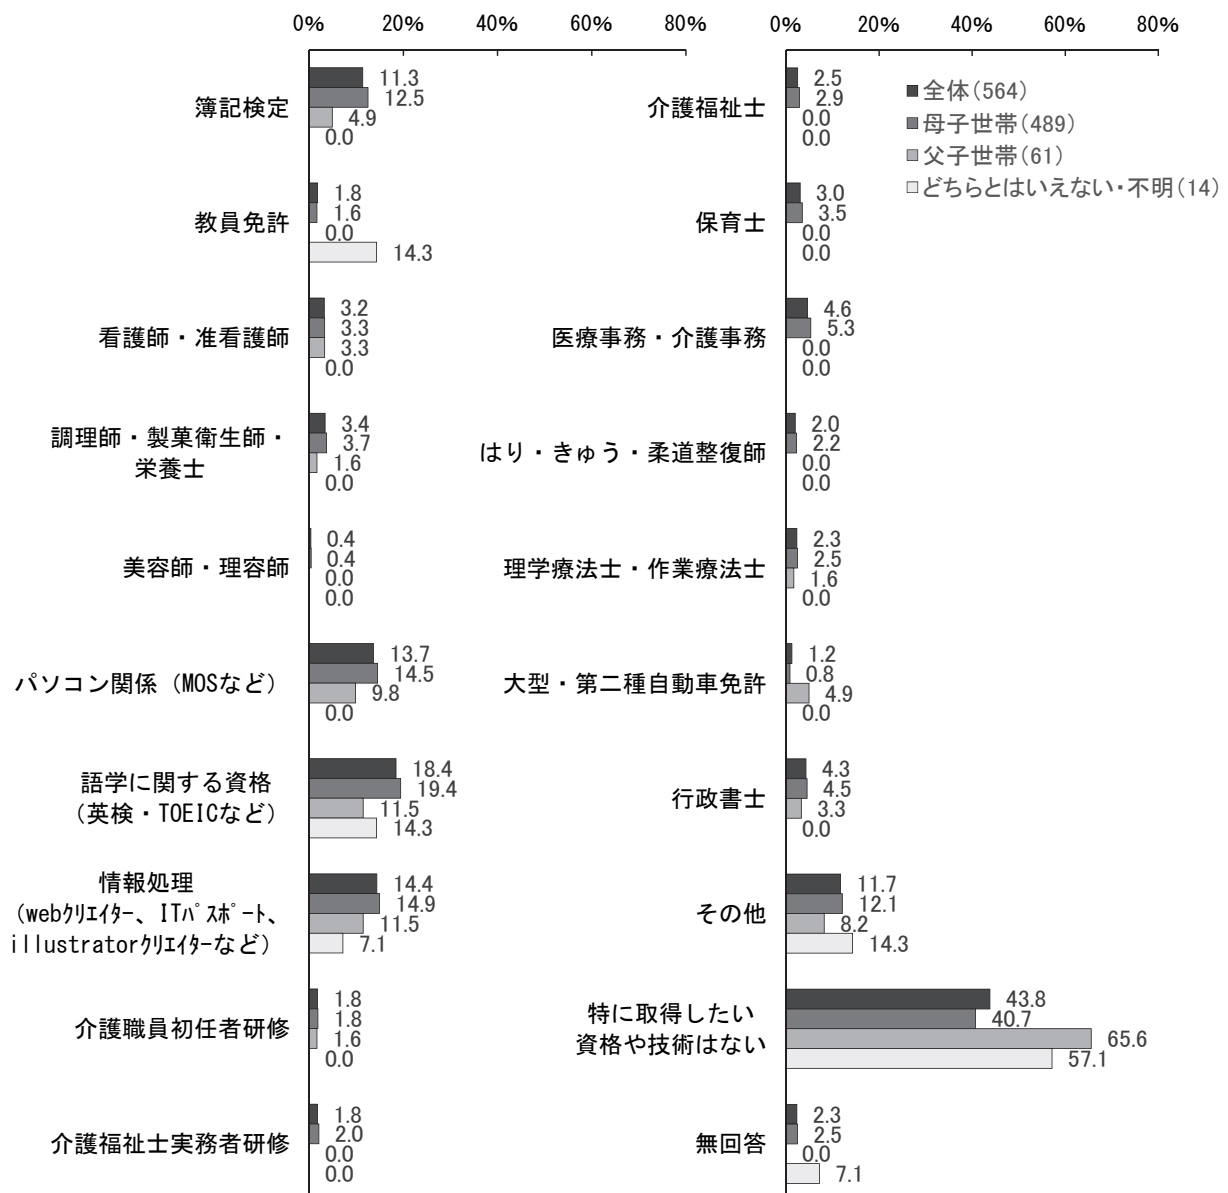 0% 20% 40% 60% 80%
簿記検定
11.3
12.5
4.9
0.0
教員免許
1.8
1.6
0.0
14.3
看護師・准看護師
3.2
3.3
3.3
0.0
調理師・製菓衛生師・
栄養士
3.4
3.7
1.6
0.0
美容師・理容師
0.4
0.4
0.0
0.0
パソコン関係（MOSなど）
13.7
14.5
9.8
0.0
語学に関する資格
（英検・TOEICなど）
18.4
19.4
11.5
14.3
情報処理
（webｸﾘｴｲﾀｰ、ITﾊﾟｽﾎﾟｰﾄ、
illustratorｸﾘｴｲﾀｰなど）
14.4
14.9
11.5
7.1
介護職員初任者研修
1.8
1.8
1.6
0.0
介護福祉士実務者研修
1.8
2.0
0.0
0.0
0% 20% 40% 60% 80%
全体（564）
母子世帯（489）
父子世帯（61）
どちらとはいえない・不明（14）
介護福祉士
2.5
2.9
0.0
0.0
保育士
3.0
3.5
0.0
0.0
医療事務・介護事務
4.6
5.3
0.0
0.0
はり・きゅう・柔道整復師
2.0
2.2
0.0
0.0
理学療法士・作業療法士
2.3
2.5
1.6
0.0
大型・第二種自動車免許
1.2
0.8
4.9
0.0
行政書士
4.3
4.5
3.3
0.0
その他
11.7
12.1
8.2
14.3
特に取得したい
資格や技術はない
43.8
40.7
65.6
57.1
無回答
2.3
2.5
0.0
7.1